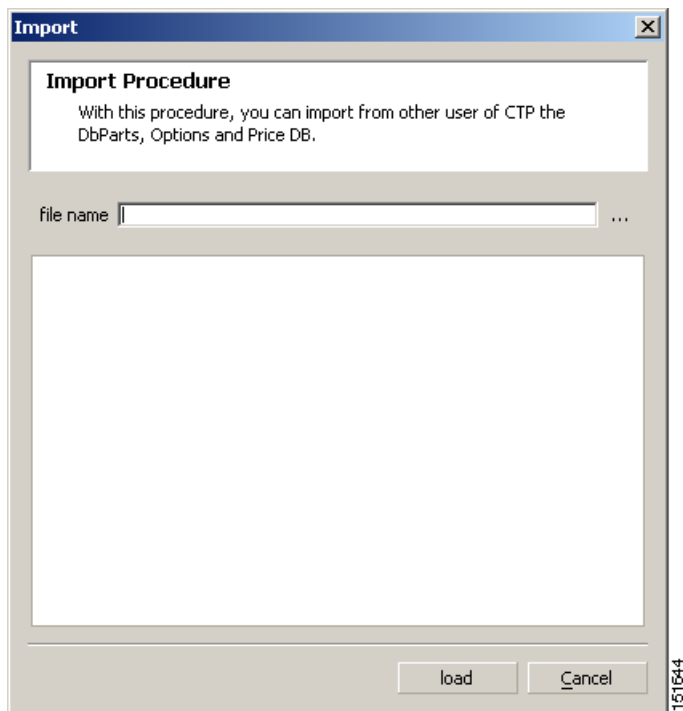 Import
Import Procedure
With this procedure, you can import from other user of CTP the
DbParts, Options and Price DB.
file name
...
load
Cancel
151644